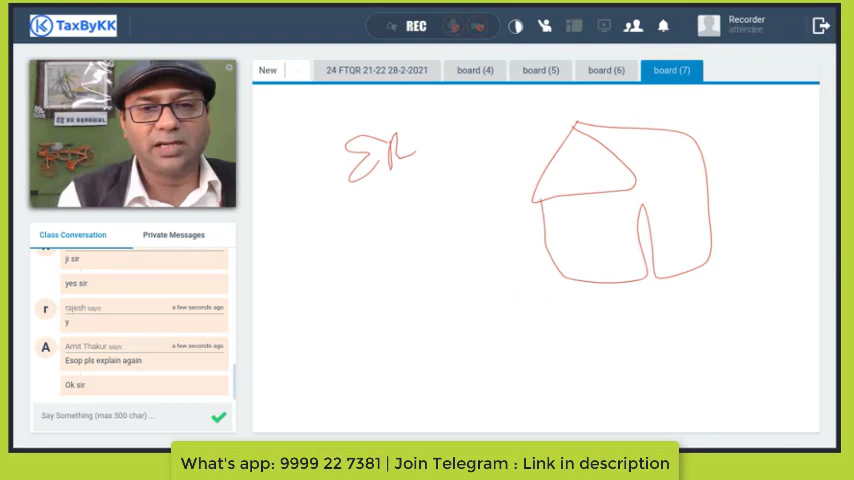 TaxByKK
REC
Recorder
attendee
New
24 FTQR 21-22 28-2-2021
board (4)
board (5)
board (6)
board (7)
Class Conversation
Private Messages
ji sir
yes sir
r
rajesh says:
a few seconds ago
y
A
Amit Thakur says:
a few seconds ago
Esop pls explain again
Ok sir
Say Something (max 500 char) ...
What's app: 9999 22 7381 | Join Telegram : Link in description